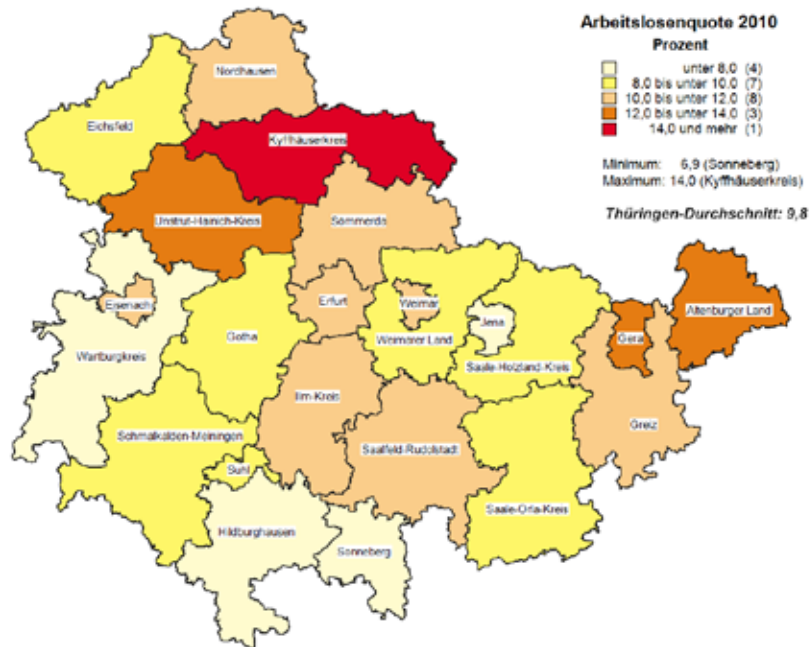 Arbeitslosenquote 2010
Prozent
unter 8,0 (4)
8,0 bis unter 10,0 (7)
10,0 bis unter 12,0 (8)
12,0 bis unter 14,0 (3)
14,0 und mehr (1)
Minimum: 6,9 (Sonneberg)
Maximum: 14,0 (Kyffhäuserkreis)
Thüringen-Durchschnitt: 9,8
Nordhausen
Eichsfeld
Kyffhäuserkreis
Unstrut-Hainich-Kreis
Sömmerda
Eisenach
Erfurt
Weimar
Altenburger Land
Jena
Gera
Gotha
Weimarer Land
Wartburgkreis
Saale-Holzland-Kreis
Ilm-Kreis
Greiz
Schmalkalden-Meiningen
Saalfeld-Rudolstadt
Suhl
Saale-Orla-Kreis
Hildburghausen
Sonneberg